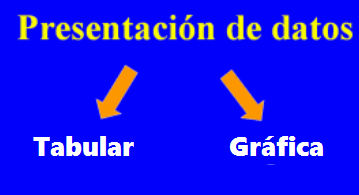 Presentación de datos
Tabular Gráfica